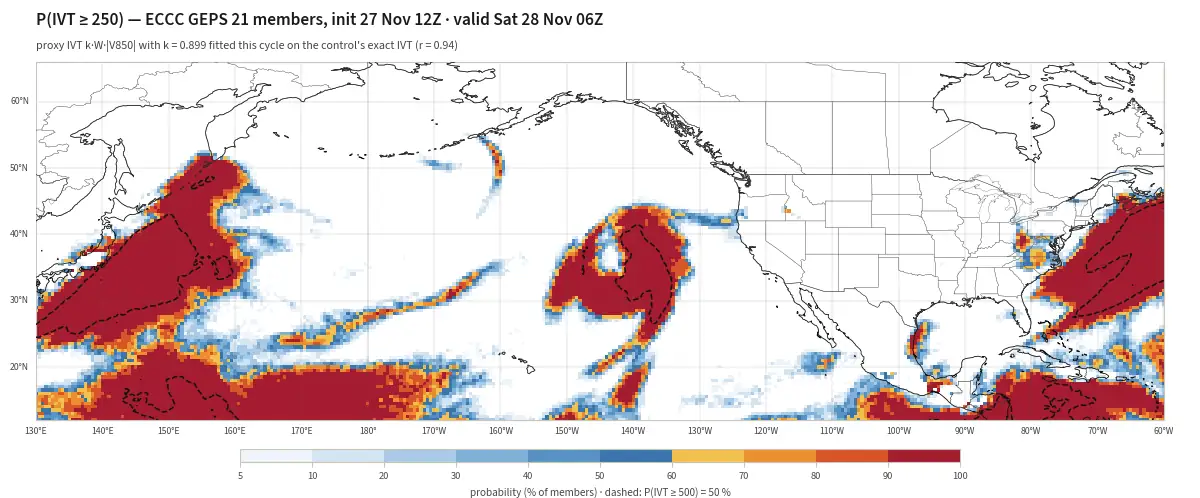 P(IVT ≥ 250) — ECCC GEPS 21 members, init 27 Nov 12Z · valid Sat 28 Nov 06Z
proxy IVT k·W·|V850| with k = 0.899 fitted this cycle on the control's exact IVT (r = 0.94)
60°N
50°N
40°N
30°N
20°N
130°E 140°E 150°E 160°E 170°E 180° 170°W 160°W 150°W 140°W 130°W 120°W 110°W 100°W 90°W 80°W 70°W 60°W
5 10 20 30 40 50 60 70 80 90 100
probability (% of members) · dashed: P(IVT ≥ 500) = 50 %